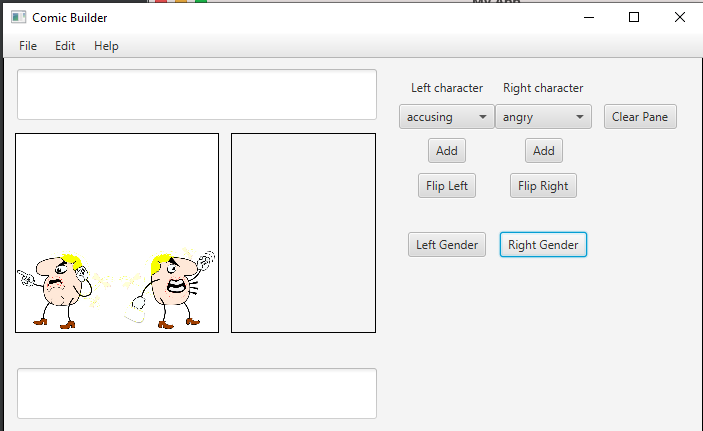 Comic Builder
File Edit Help
Left character Right character
accusing angry Clear Pane
Add Add
Flip Left Flip Right
Left Gender Right Gender